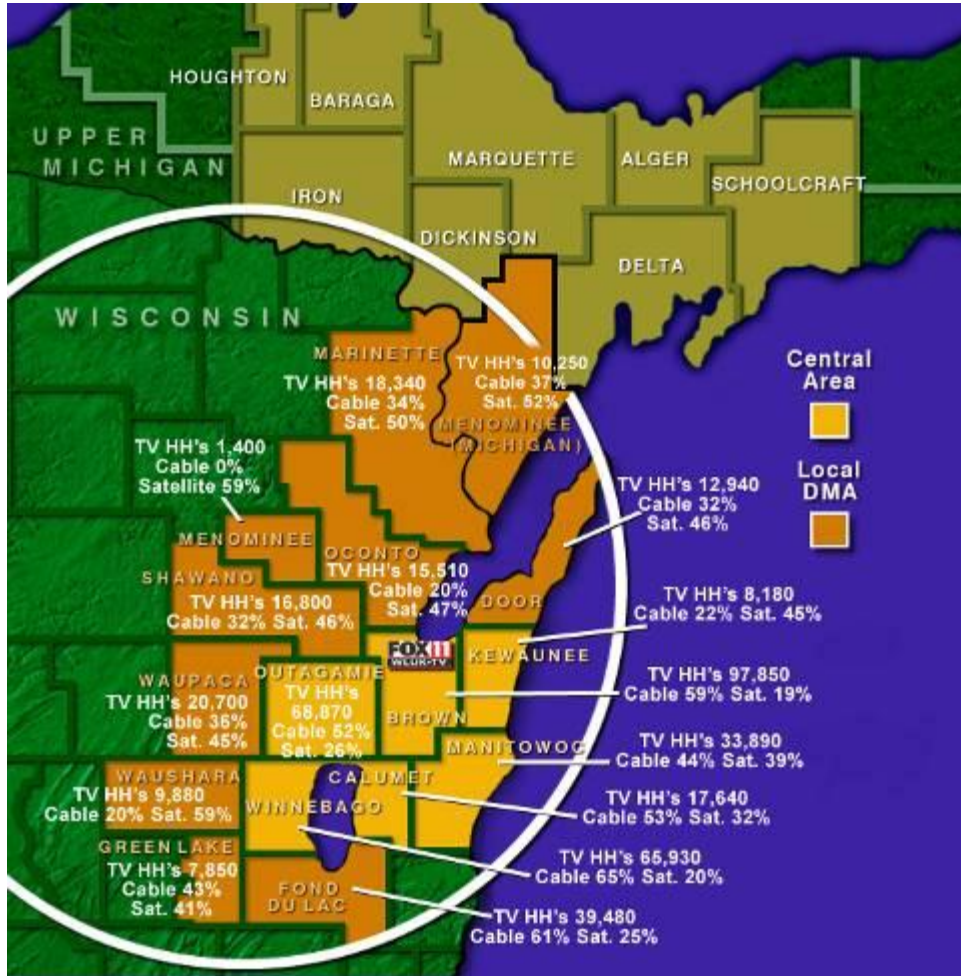 HOUGHTON
BARAGA
UPPER
MICHIGAN
MARQUETTE
ALGER
SCHOOLCRAFT
IRON
DICKINSON
DELTA
WISCONSIN
MARINETTE
TV HH's 18,340
Cable 34%
Sat. 50%
TV HH's 10,250
Cable 37%
Sat. 52%
MENOMINEE
(MICHIGAN)
Central
Area
Local
DMA
TV HH's 1,400
Cable 0%
Satellite 59%
TV HH's 12,940
Cable 32%
Sat. 46%
MENOMINEE
OCONTO
TV HH's 15,510
Cable 20%
Sat. 47%
SHAWANO
TV HH's 16,800
Cable 32% Sat. 46%
DOOR
TV HH's 8,180
Cable 22% Sat. 45%
FOX 11
WLUK-TV
KEWAUNEE
OUTAGAMIE
TV HH's
68,870
Cable 52%
Sat. 26%
WAUPACA
TV HH's 20,700
Cable 36%
Sat. 45%
TV HH's 97,850
Cable 59% Sat. 19%
BROWN
MANITOWOC
TV HH's 33,890
Cable 44% Sat. 39%
WAUSHARA
TV HH's 9,880
Cable 20% Sat. 59%
WINNEBAGO
CALUMET
TV HH's 17,640
Cable 53% Sat. 32%
GREEN LAKE
TV HH's 7,850
Cable 43%
Sat. 41%
TV HH's 65,930
Cable 65% Sat. 20%
FOND
DU LAC
TV HH's 39,480
Cable 61% Sat. 25%